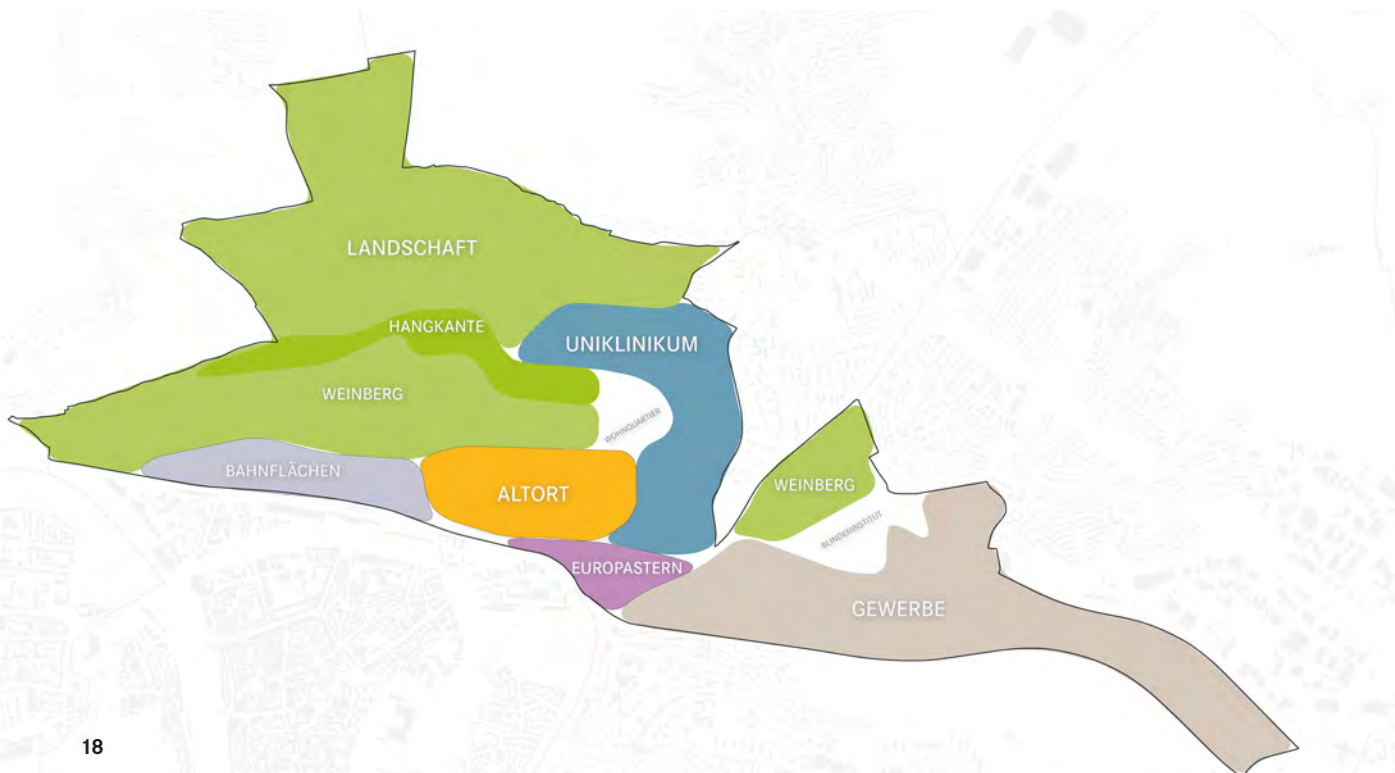 LANDSCHAFT
HANGKANTE
UNIKLINIKUM
WEINBERG
WOHNQUARTIER
BAHNFLÄCHEN
ALTORT
WEINBERG
BLINDENINSTITUT
EUROPASTERN
GEWERBE
18